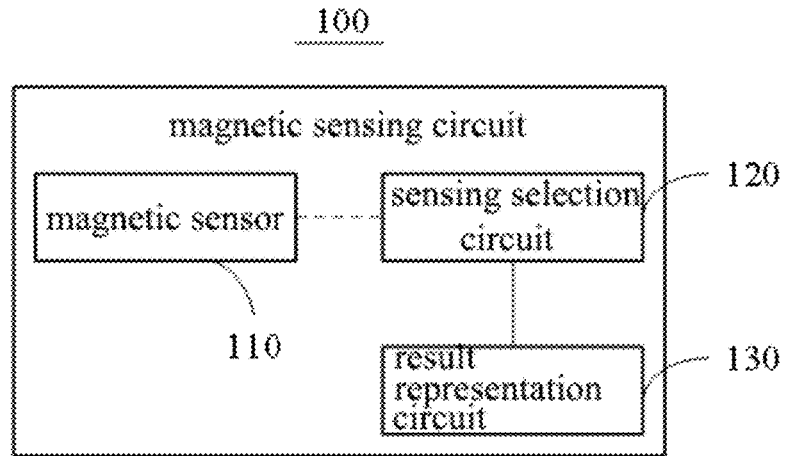 100
magnetic sensing circuit
magnetic sensor
sensing selection
circuit
120
110
result
representation
circuit
130